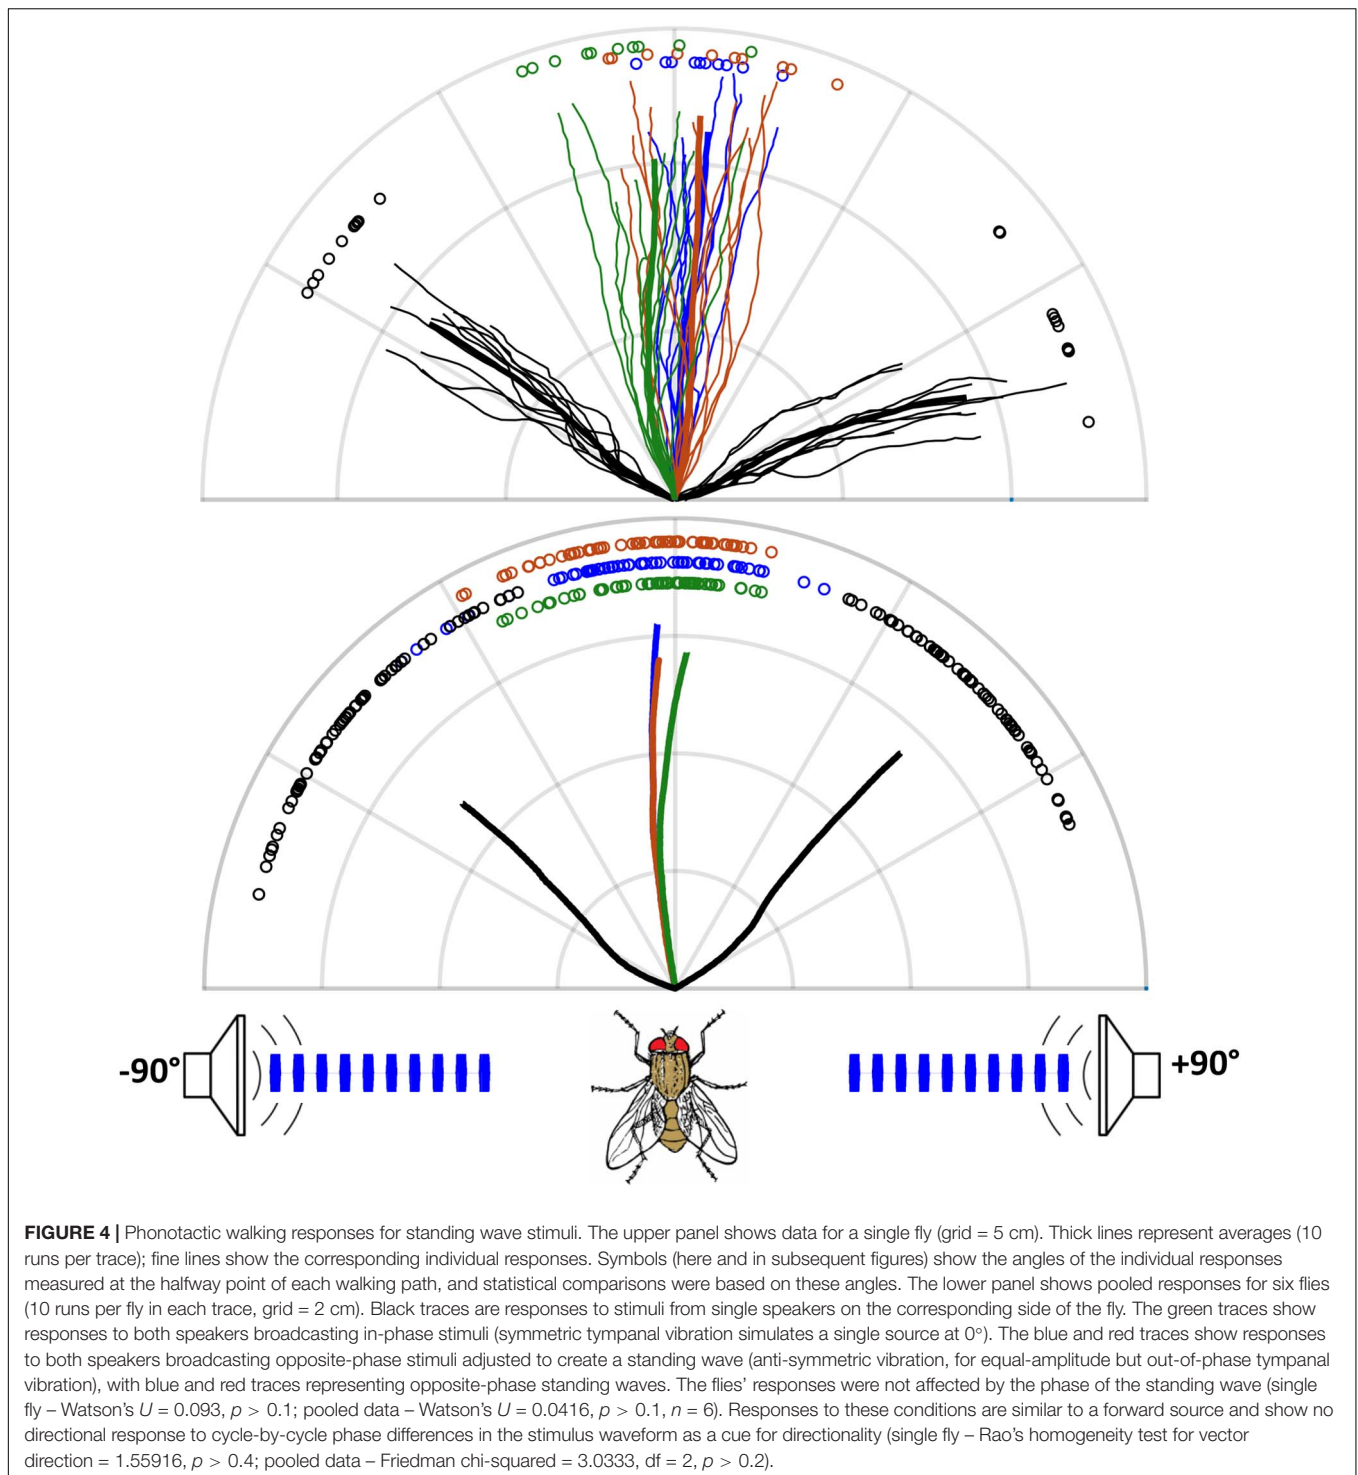 -90°
+90°
FIGURE 4 | Phonotactic walking responses for standing wave stimuli. The upper panel shows data for a single fly (grid = 5 cm). Thick lines represent averages (10
runs per trace); fine lines show the corresponding individual responses. Symbols (here and in subsequent figures) show the angles of the individual responses
measured at the halfway point of each walking path, and statistical comparisons were based on these angles. The lower panel shows pooled responses for six flies
(10 runs per fly in each trace, grid = 2 cm). Black traces are responses to stimuli from single speakers on the corresponding side of the fly. The green traces show
responses to both speakers broadcasting in-phase stimuli (symmetric tympanal vibration simulates a single source at 0°). The blue and red traces show responses
to both speakers broadcasting opposite-phase stimuli adjusted to create a standing wave (anti-symmetric vibration, for equal-amplitude but out-of-phase tympanal
vibration), with blue and red traces representing opposite-phase standing waves. The flies’ responses were not affected by the phase of the standing wave (single
fly – Watson’s U = 0.093, p > 0.1; pooled data – Watson’s U = 0.0416, p > 0.1, n = 6). Responses to these conditions are similar to a forward source and show no
directional response to cycle-by-cycle phase differences in the stimulus waveform as a cue for directionality (single fly – Rao’s homogeneity test for vector
direction = 1.55916, p > 0.4; pooled data – Friedman chi-squared = 3.0333, df = 2, p > 0.2).